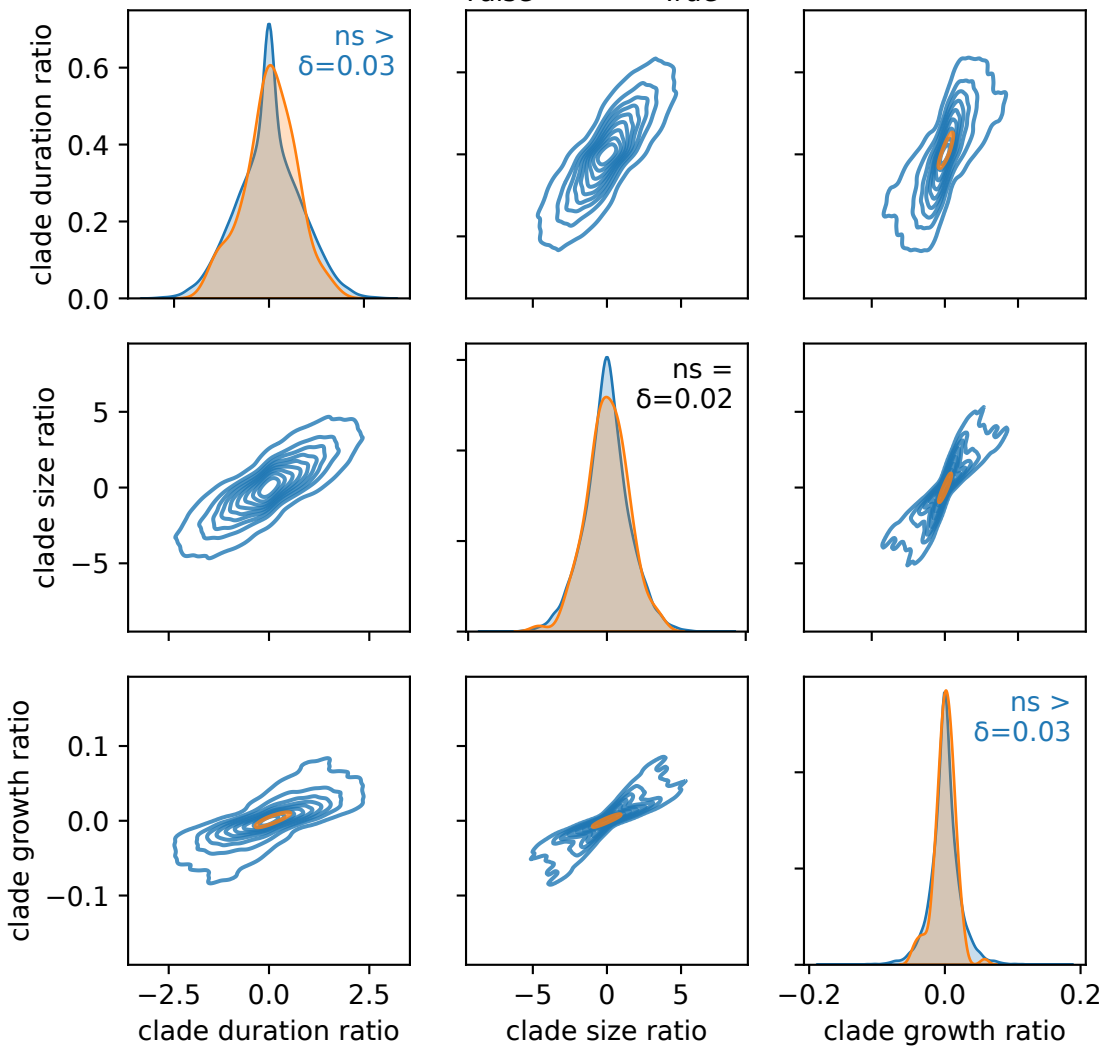 clade duration ratio
0.6
0.4
0.2
0.0
ns >
δ=0.03
clade size ratio
5
0
−5
ns =
δ=0.02
−5
0
5
clade growth ratio
0.1
0.0
−0.1
ns >
δ=0.03
−2.5
0.0
2.5
−5
0
5
−0.2
0.0
0.2
clade duration ratio
clade size ratio
clade growth ratio